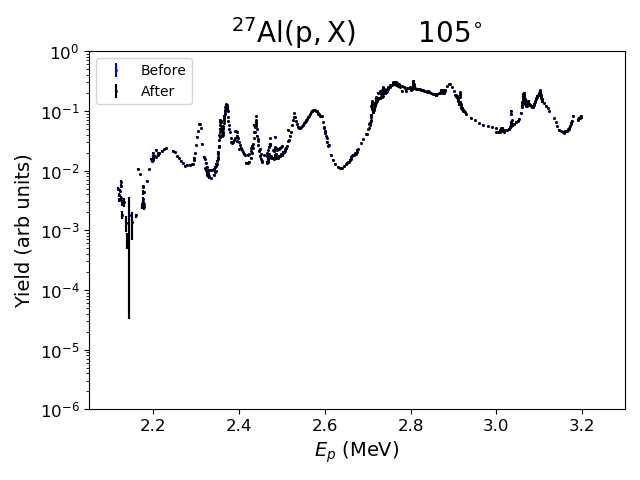 ²⁷Al(p, X) 105°
Before
After
Yield (arb units)
10⁰
10⁻¹
10⁻²
10⁻³
10⁻⁴
10⁻⁵
10⁻⁶
2.2 2.4 2.6 2.8 3.0 3.2
Eₚ (MeV)